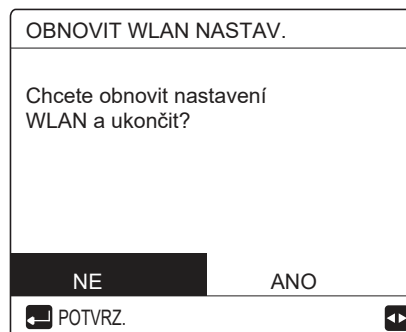 OBNOVIT WLAN NASTAV.
Chcete obnovit nastavení
WLAN a ukončit?
NE ANO
POTVRZ.